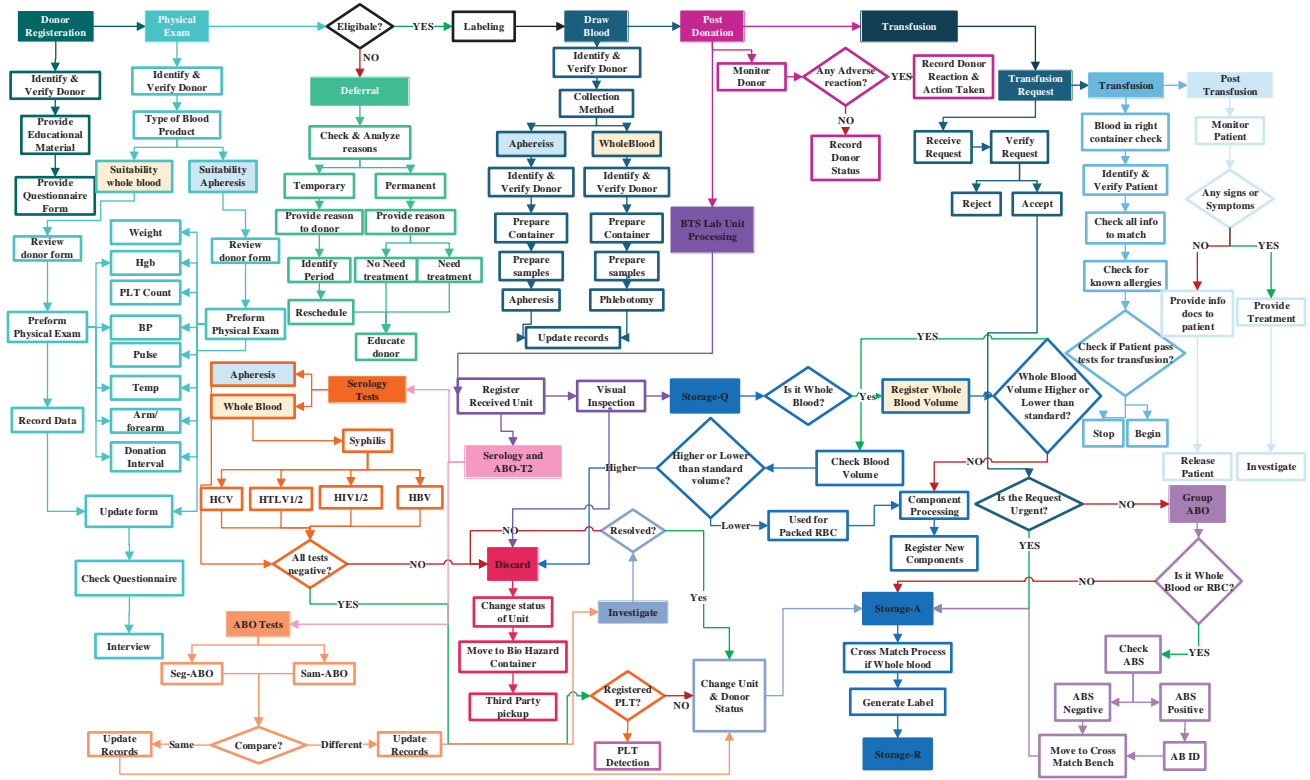 Donor
Registeration
Physical
Exam
Eligibale?
YES
Labeling
Draw
Blood
Post
Donation
Transfusion
NO
Identify &
Verify Donor
Provide
Educational
Material
Provide
Questionnaire
Form
Identify &
Verify Donor
Type of Blood
Product
Suitability
whole blood
Suitability
Apheresis
Review
donor form
Review
donor form
Preform
Physical Exam
Preform
Physical Exam
Weight
Hgb
PLT Count
BP
Pulse
Temp
Arm/
forearm
Donation
Interval
Record Data
Update form
Check Questionnaire
Interview
Deferral
Check & Analyze
reasons
Temporary
Permanent
Provide reason
to donor
Provide reason
to donor
Identify
Period
No Need
treatment
Need
treatment
Reschedule
Educate
donor
Identify &
Verify Donor
Collection
Method
Aphereiss
WholeBlood
Identify &
Verify Donor
Identify &
Verify Donor
Prepare
Container
Prepare
Container
Prepare
samples
Prepare
samples
Apheresis
Phlebotomy
Update records
Monitor
Donor
Any Adverse
reaction?
YES
Record Donor
Reaction &
Action Taken
NO
Record
Donor
Status
BTS Lab Unit
Processing
Transfusion
Request
Receive
Request
Verify
Request
Reject
Accept
Transfusion
Blood in right
container check
Identify &
Verify Patient
Check all info
to match
Check for
known allergies
Check if Patient pass
tests for transfusion?
Stop
Begin
Post
Transfusion
Monitor
Patient
Any signs or
Symptoms
NO
YES
Provide info
docs to
patient
Provide
Treatment
Release
Patient
Investigate
Apheresis
Whole Blood
Serology
Tests
Syphilis
HCV
HTLV1/2
HIV1/2
HBV
All tests
negative?
NO
YES
Register
Received Unit
Visual
Inspection
Storage-Q
Is it Whole
Blood?
Yes
YES
Register Whole
Blood Volume
Whole Blood
Volume Higher or
Lower than
standard?
Serology and
ABO-T2
Higher
Higher or Lower
than standard
volume?
Check Blood
Volume
Lower
Used for
Packed RBC
NO
Component
Processing
Register New
Components
Is the Request
Urgent?
NO
YES
Group
ABO
Is it Whole
Blood or RBC?
NO
YES
Check
ABS
ABS
Negative
ABS
Positive
Move to Cross
Match Bench
AB ID
Resolved?
Yes
Discard
Change status
of Unit
Move to Bio Hazard
Container
Third Party
pickup
Investigate
ABO Tests
Seg-ABO
Sam-ABO
Compare?
Same
Different
Update
Records
Update
Records
Registered
PLT?
NO
PLT
Detection
Change Unit
& Donor
Status
Storage-A
Cross Match Process
if Whole blood
Generate Label
Storage-R